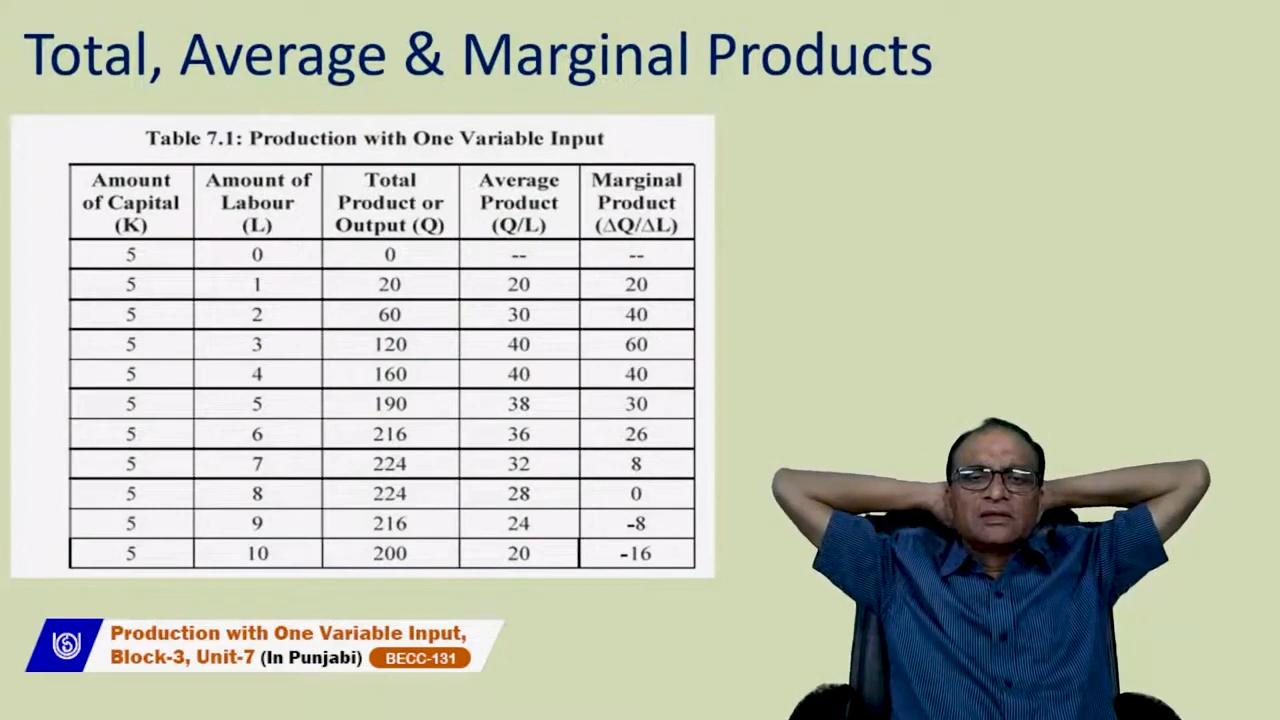 Total, Average & Marginal Products
Table 7.1: Production with One Variable Input
Amount of Capital (K) Amount of Labour (L) Total Product or Output (Q) Average Product (Q/L) Marginal Product (ΔQ/ΔL)
5 0 0 -- --
5 1 20 20 20
5 2 60 30 40
5 3 120 40 60
5 4 160 40 40
5 5 190 38 30
5 6 216 36 26
5 7 224 32 8
5 8 224 28 0
5 9 216 24 -8
5 10 200 20 -16
Production with One Variable Input,
Block-3, Unit-7 (In Punjabi) BECC-131